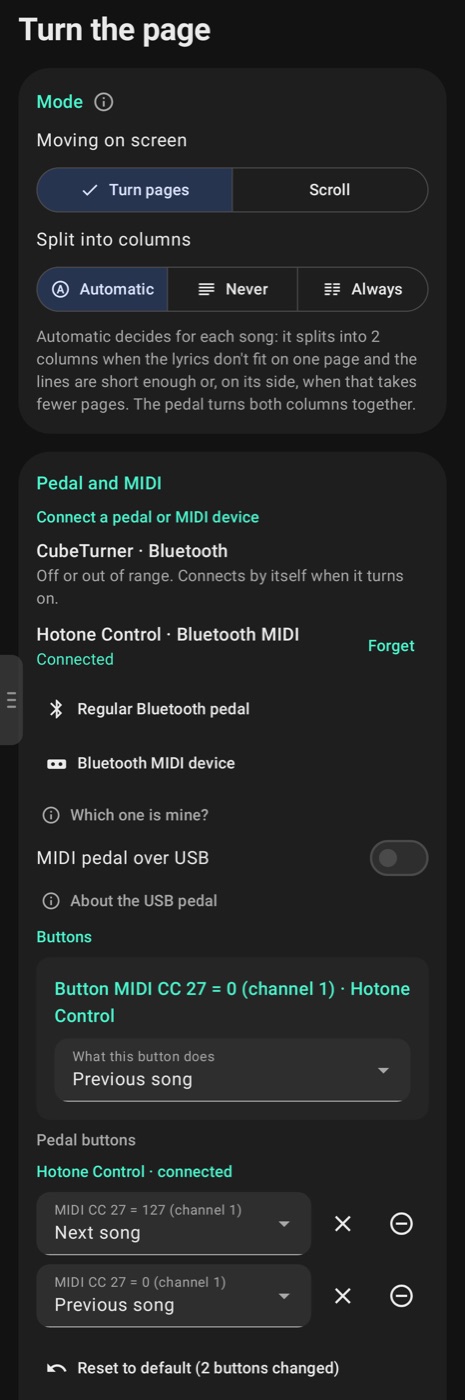 Turn the page
Mode
Moving on screen
Turn pages
Scroll
Split into columns
Automatic
Never
Always
Automatic decides for each song: it splits into 2
columns when the lyrics don't fit on one page and the
lines are short enough or, on its side, when that takes
fewer pages. The pedal turns both columns together.
Pedal and MIDI
Connect a pedal or MIDI device
CubeTurner · Bluetooth
Off or out of range. Connects by itself when it turns
on.
Hotone Control · Bluetooth MIDI
Connected
Forget
Regular Bluetooth pedal
Bluetooth MIDI device
Which one is mine?
MIDI pedal over USB
About the USB pedal
Buttons
Button MIDI CC 27 = 0 (channel 1) · Hotone
Control
What this button does
Previous song
Pedal buttons
Hotone Control · connected
MIDI CC 27 = 127 (channel 1)
Next song
MIDI CC 27 = 0 (channel 1)
Previous song
Reset to default (2 buttons changed)